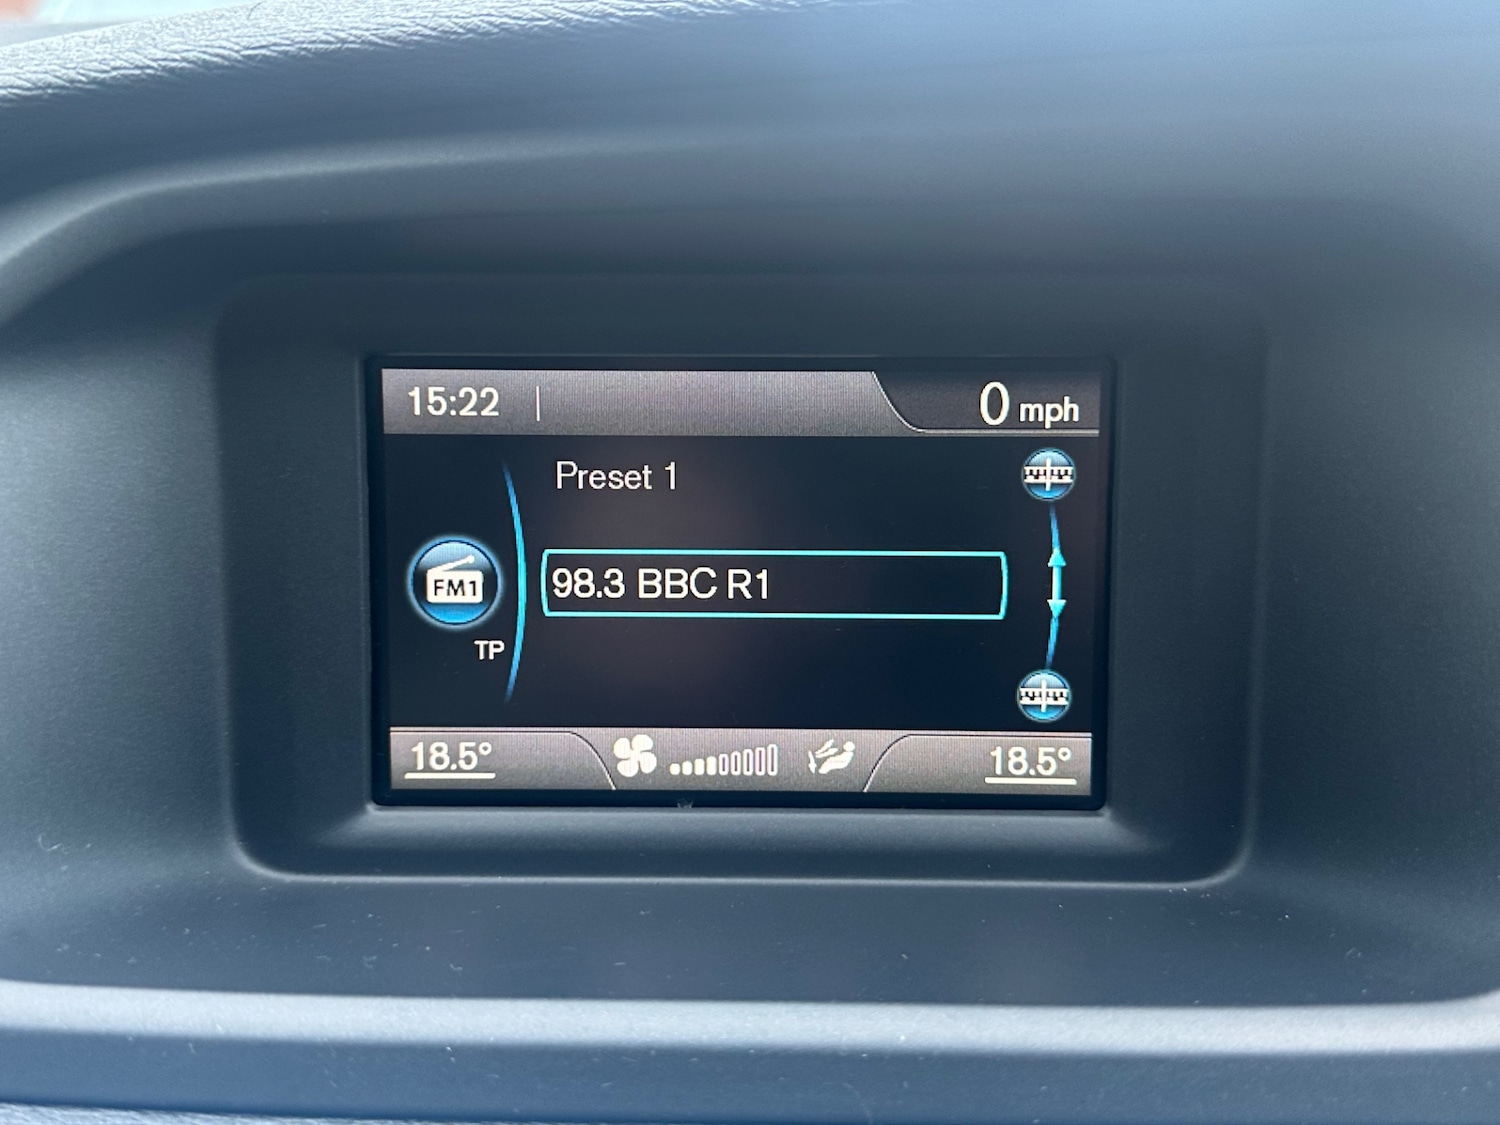 15:22
0 mph
Preset 1
FM1
98.3 BBC R1
TP
18.5°
18.5°